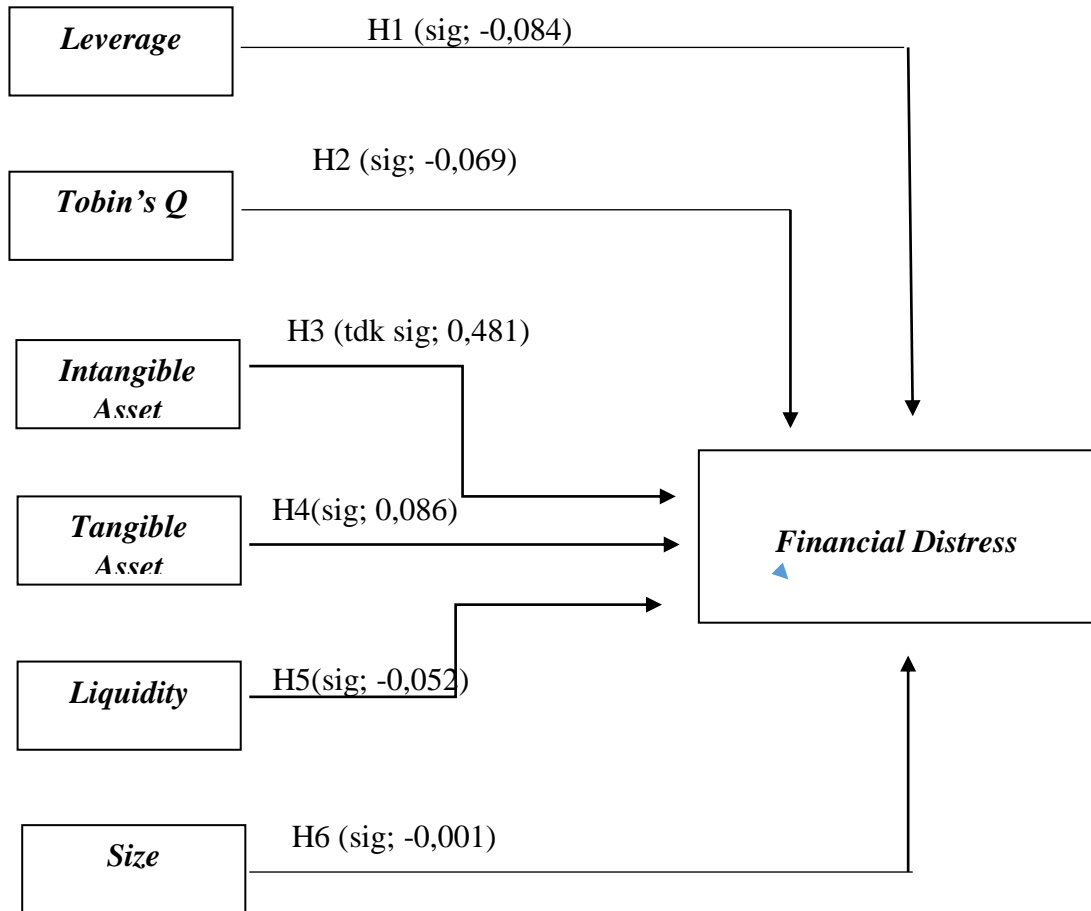 Leverage
H1 (sig; -0,084)
Tobin's Q
H2 (sig; -0,069)
Intangible
Asset
H3 (tdk sig; 0,481)
Tangible
Asset
H4(sig; 0,086)
Financial Distress
Liquidity
H5(sig; -0,052)
Size
H6 (sig; -0,001)